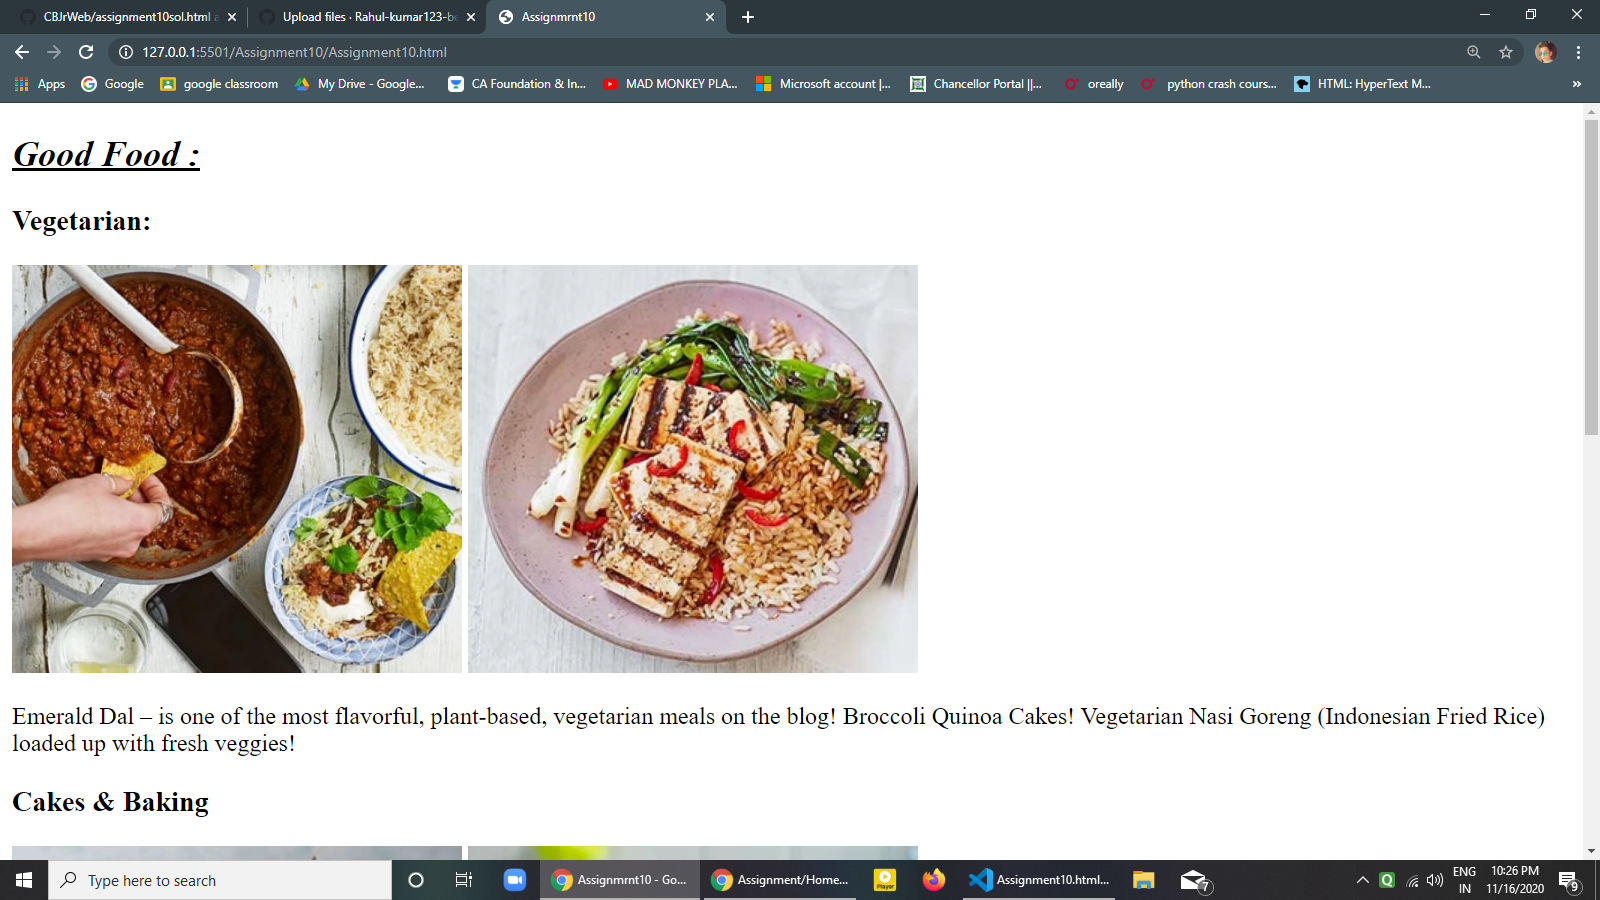 CBJrWeb/assignment10sol.html a
Upload files · Rahul-kumar123-be
Assignmrnt10
127.0.0.1:5501/Assignment10/Assignment10.html
Apps
Google
google classroom
My Drive - Google...
CA Foundation & In...
MAD MONKEY PLA...
Microsoft account |...
Chancellor Portal ||...
oreally
python crash cours...
HTML: HyperText M...
»
Good Food :
Vegetarian:
Emerald Dal – is one of the most flavorful, plant-based, vegetarian meals on the blog! Broccoli Quinoa Cakes! Vegetarian Nasi Goreng (Indonesian Fried Rice)
loaded up with fresh veggies!
Cakes & Baking
Type here to search
Assignmrnt10 - Go...
Assignment/Home...
Player
Assignment10.html...
7
ENG
IN
10:26 PM
11/16/2020
9